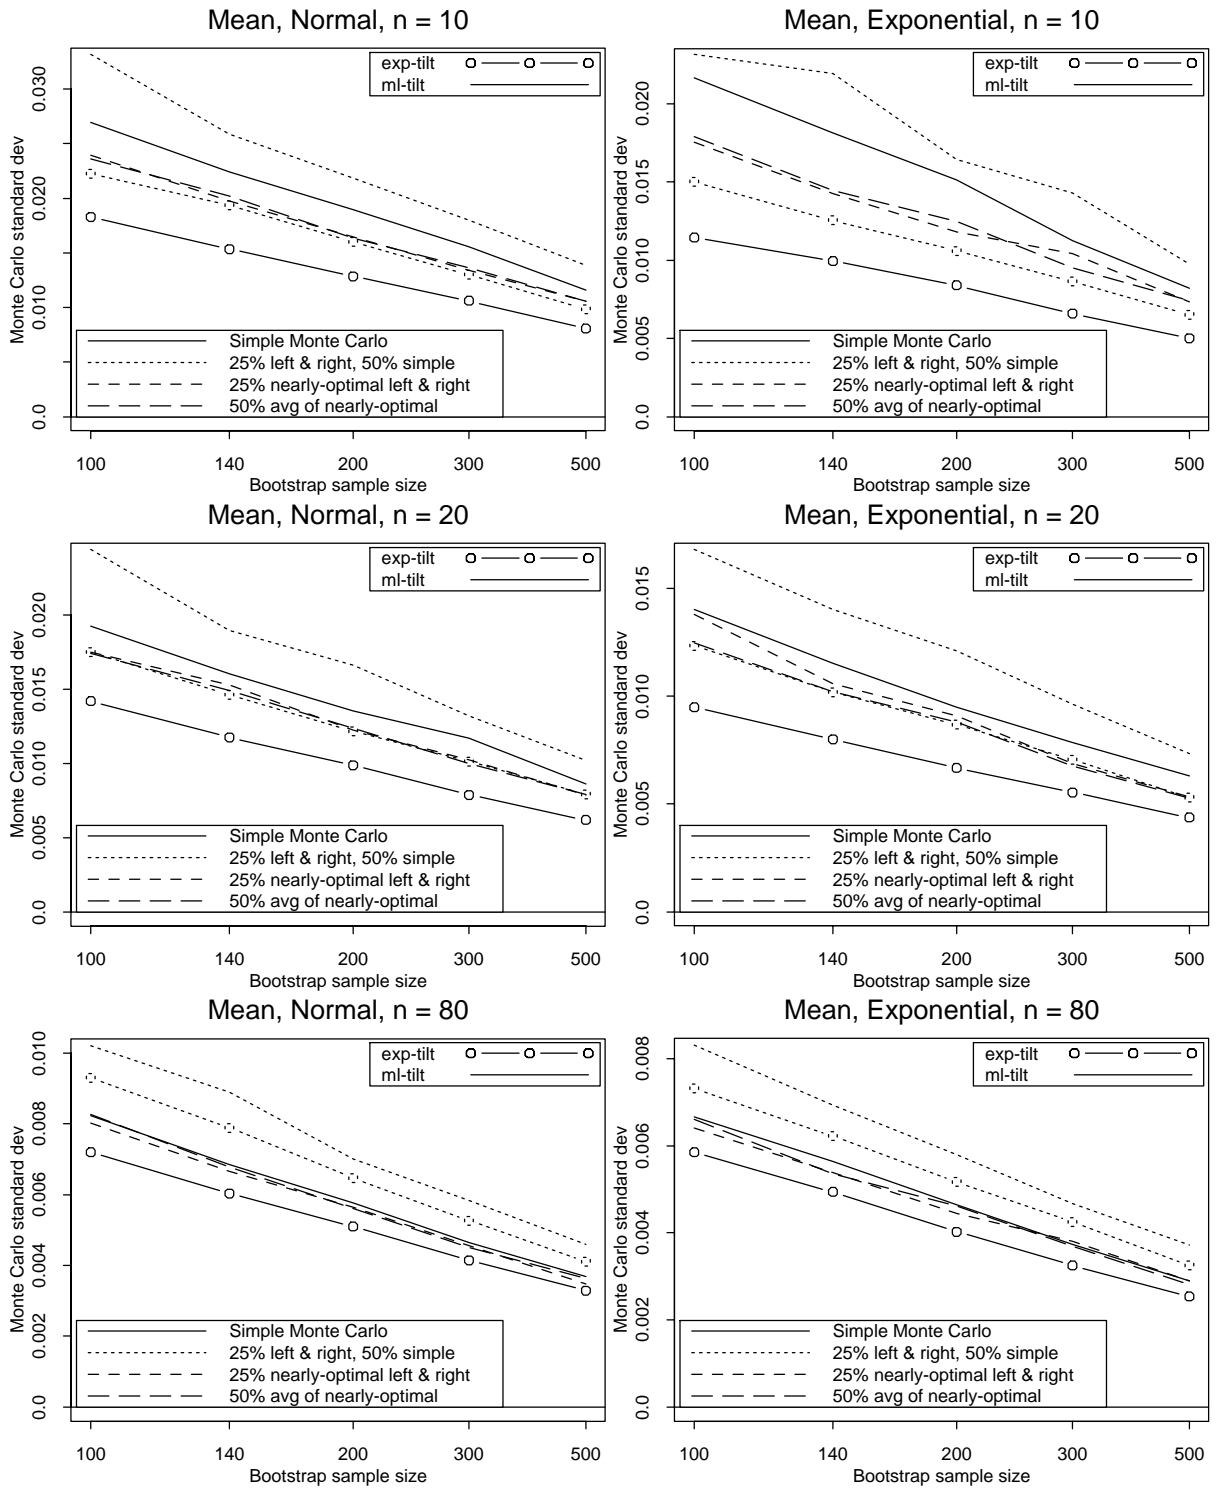 Mean, Normal, n = 10
exp-tilt
ml-tilt
Monte Carlo standard dev
0.0 0.010 0.020 0.030
Simple Monte Carlo
25% left & right, 50% simple
25% nearly-optimal left & right
50% avg of nearly-optimal
100 140 200 300 500
Bootstrap sample size
Mean, Exponential, n = 10
exp-tilt
ml-tilt
Monte Carlo standard dev
0.0 0.005 0.010 0.015 0.020
Simple Monte Carlo
25% left & right, 50% simple
25% nearly-optimal left & right
50% avg of nearly-optimal
100 140 200 300 500
Bootstrap sample size
Mean, Normal, n = 20
exp-tilt
ml-tilt
Monte Carlo standard dev
0.0 0.005 0.010 0.015 0.020
Simple Monte Carlo
25% left & right, 50% simple
25% nearly-optimal left & right
50% avg of nearly-optimal
100 140 200 300 500
Bootstrap sample size
Mean, Exponential, n = 20
exp-tilt
ml-tilt
Monte Carlo standard dev
0.0 0.005 0.010 0.015
Simple Monte Carlo
25% left & right, 50% simple
25% nearly-optimal left & right
50% avg of nearly-optimal
100 140 200 300 500
Bootstrap sample size
Mean, Normal, n = 80
exp-tilt
ml-tilt
Monte Carlo standard dev
0.0 0.002 0.004 0.006 0.008 0.010
Simple Monte Carlo
25% left & right, 50% simple
25% nearly-optimal left & right
50% avg of nearly-optimal
100 140 200 300 500
Bootstrap sample size
Mean, Exponential, n = 80
exp-tilt
ml-tilt
Monte Carlo standard dev
0.0 0.002 0.004 0.006 0.008
Simple Monte Carlo
25% left & right, 50% simple
25% nearly-optimal left & right
50% avg of nearly-optimal
100 140 200 300 500
Bootstrap sample size